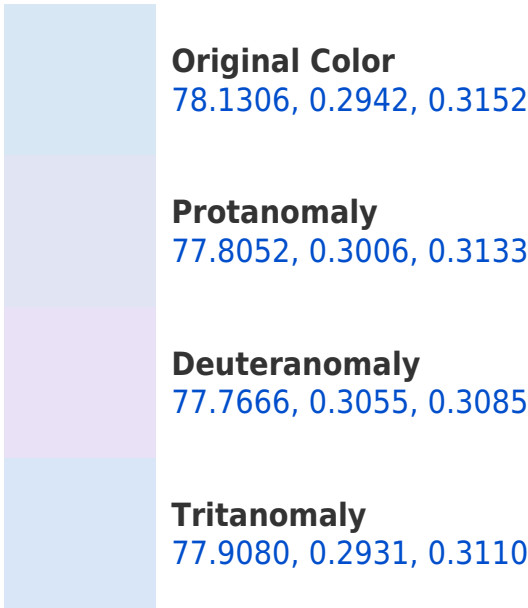 Original Color
78.1306, 0.2942, 0.3152
Protanomaly
77.8052, 0.3006, 0.3133
Deuteranomaly
77.7666, 0.3055, 0.3085
Tritanomaly
77.9080, 0.2931, 0.3110